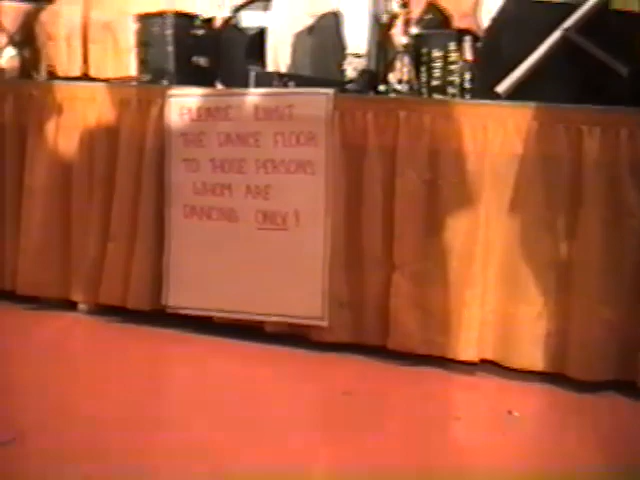 PLEASE LIMIT
THE DANCE FLOOR
TO THOSE PERSONS
WHOM ARE
DANCING ONLY!